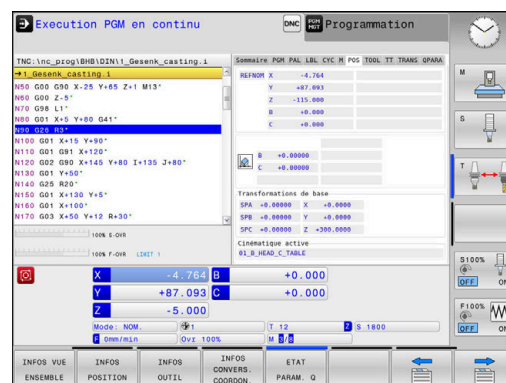 Execution PGM en continu
DNC
Programmation
TNC:\nc_prog\BHB\DIN\1_Gesenk_casting.i
→1_Gesenk_casting.i
N50 G00 G90 X-25 Y+65 Z+1 M13*
N60 G00 Z-5*
N70 G98 L1*
N80 G01 X+5 Y+80 G41*
N90 G26 R3*
N100 G01 X+15 Y+90*
N110 G01 G91 X+120*
N120 G02 G90 X+145 Y+80 I+135 J+80*
N130 G01 Y+50*
N140 G25 R20*
N150 G01 X+130 Y+5*
N160 G01 X+100*
N170 G03 X+50 Y+12 R+30*
100% S-OVR
100% F-OVR LIMIT 1
Sommaire PGM PAL LBL CYC M POS TOOL TT TRANS QPARA
REFNOM X -4.764
Y +87.093
Z -115.000
B +0.000
C +0.000
B +0.00000
C +0.00000
Transformations de base
SPA +0.00000 X +0.0000
SPB +0.00000 Y +0.0000
SPC +0.00000 Z +300.0000
Cinématique active
01_B_HEAD_C_TABLE
X -4.764 B +0.000
Y +87.093 C +0.000
Z -5.000
Mode: NOM. 1 T 12 Z S 1800
F 0mm/min Ovr 100% M 3/8
INFOS VUE ENSEMBLE
INFOS POSITION
INFOS OUTIL
INFOS CONVERS. COORDON.
ETAT PARAM. Q
M
S
T
S100%
OFF ON
F100%
OFF ON